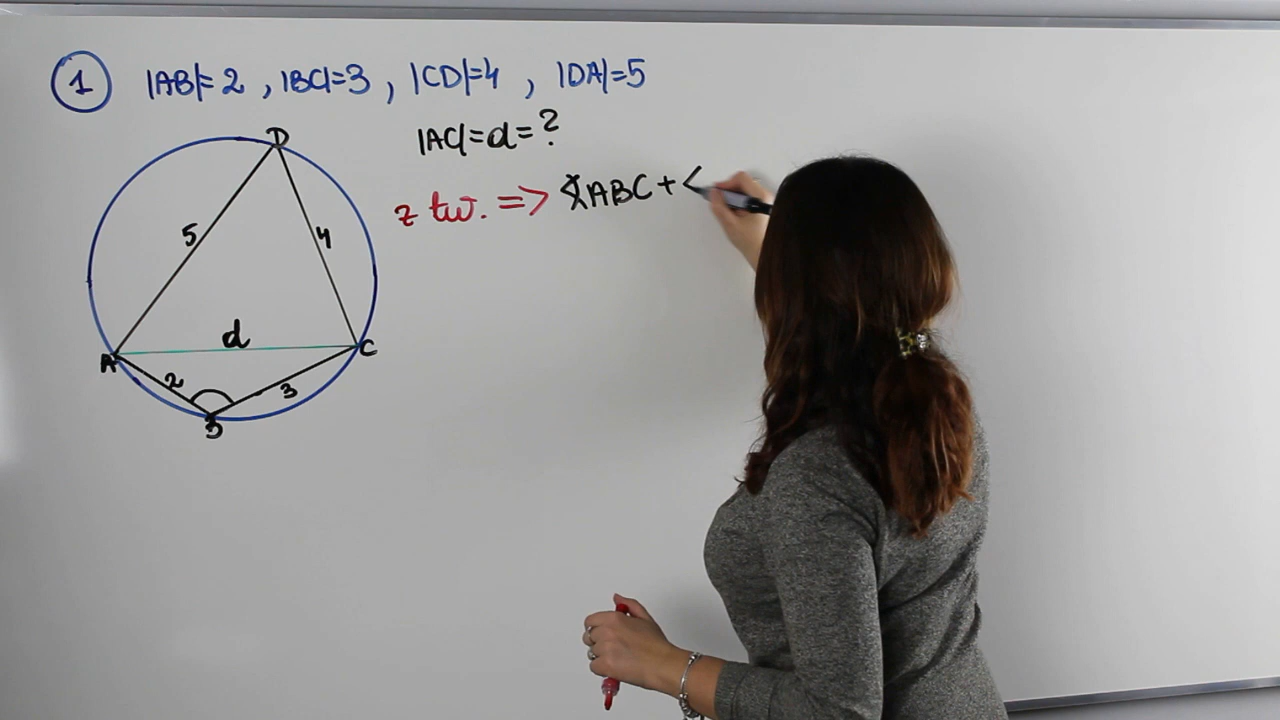 1 |AB|=2 , |BC|=3 , |CD|=4 , |DA|=5
|AC|=d=?
z tw. => ∢ABC + <
D
5
4
d
A
C
2
3
B